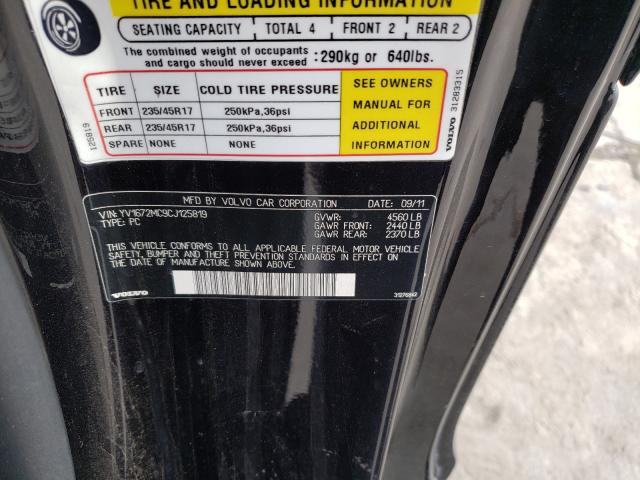 TIRE AND LOADING INFORMATION
SEATING CAPACITY TOTAL 4 FRONT 2 REAR 2
The combined weight of occupants
and cargo should never exceed :290kg or 640lbs.
TIRE SIZE COLD TIRE PRESSURE
FRONT 235/45R17 250kPa,36psi
REAR 235/45R17 250kPa,36psi
SPARE NONE NONE
SEE OWNERS
MANUAL FOR
ADDITIONAL
INFORMATION
125819
VOLVO 31283315
MFD BY VOLVO CAR CORPORATION DATE: 09/11
VIN: YV1672MC9CJ125819 GVWR: 4560 LB
TYPE: PC GAWR FRONT: 2440 LB
GAWR REAR: 2370 LB
THIS VEHICLE CONFORMS TO ALL APPLICABLE FEDERAL MOTOR VEHICLE
SAFETY, BUMPER AND THEFT PREVENTION STANDARDS IN EFFECT ON THE
DATE OF MANUFACTURE SHOWN ABOVE.
VOLVO